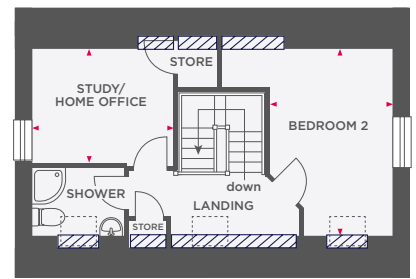 STORE
STUDY/
HOME OFFICE
BEDROOM 2
down
SHOWER
LANDING
STORE